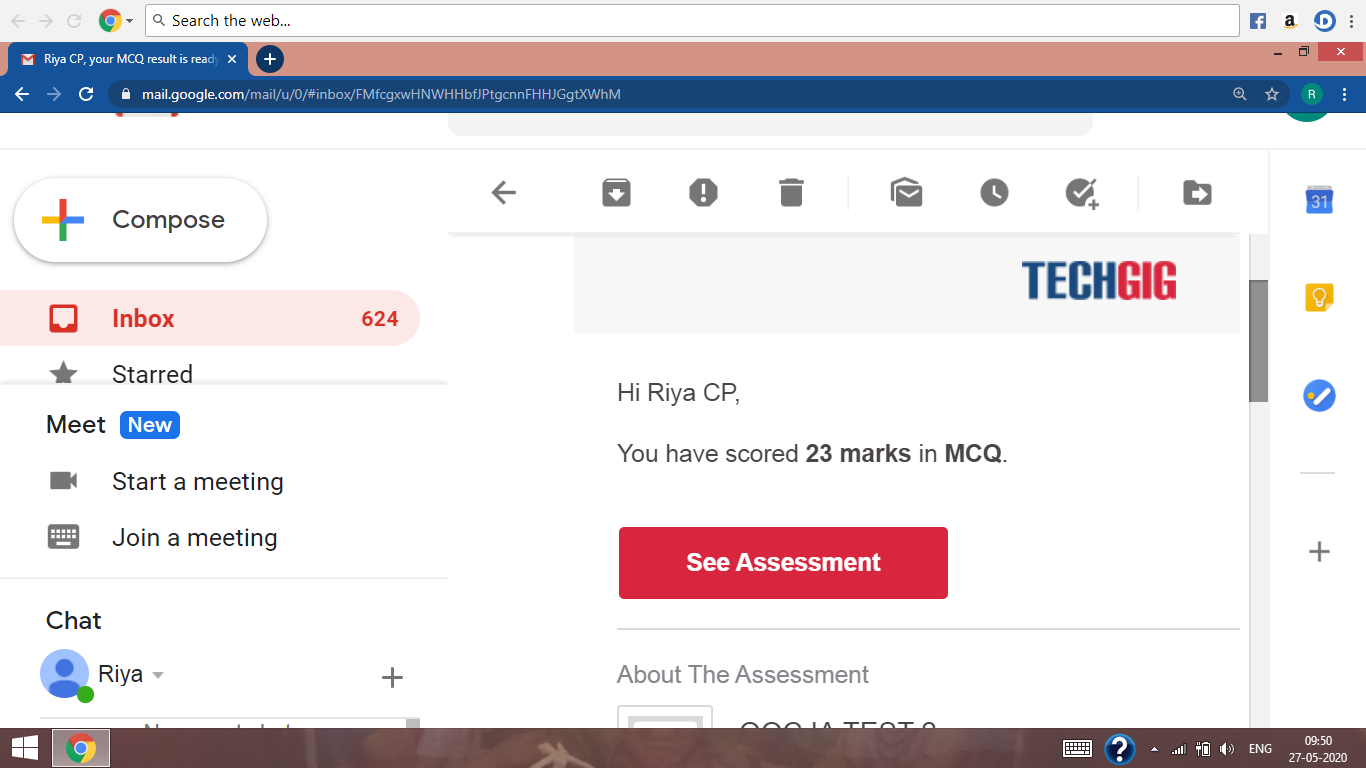 Search the web...
Riya CP, your MCQ result is ready
mail.google.com/mail/u/0/#inbox/FMfcgxwHNWHHbfJPtgcnnFHHJGgtXWhM
R
Compose
31
TECHGIG
Inbox 624
Starred
Hi Riya CP,
Meet New
You have scored 23 marks in MCQ.
Start a meeting
Join a meeting
See Assessment
Chat
Riya
About The Assessment
ENG
09:50
27-05-2020